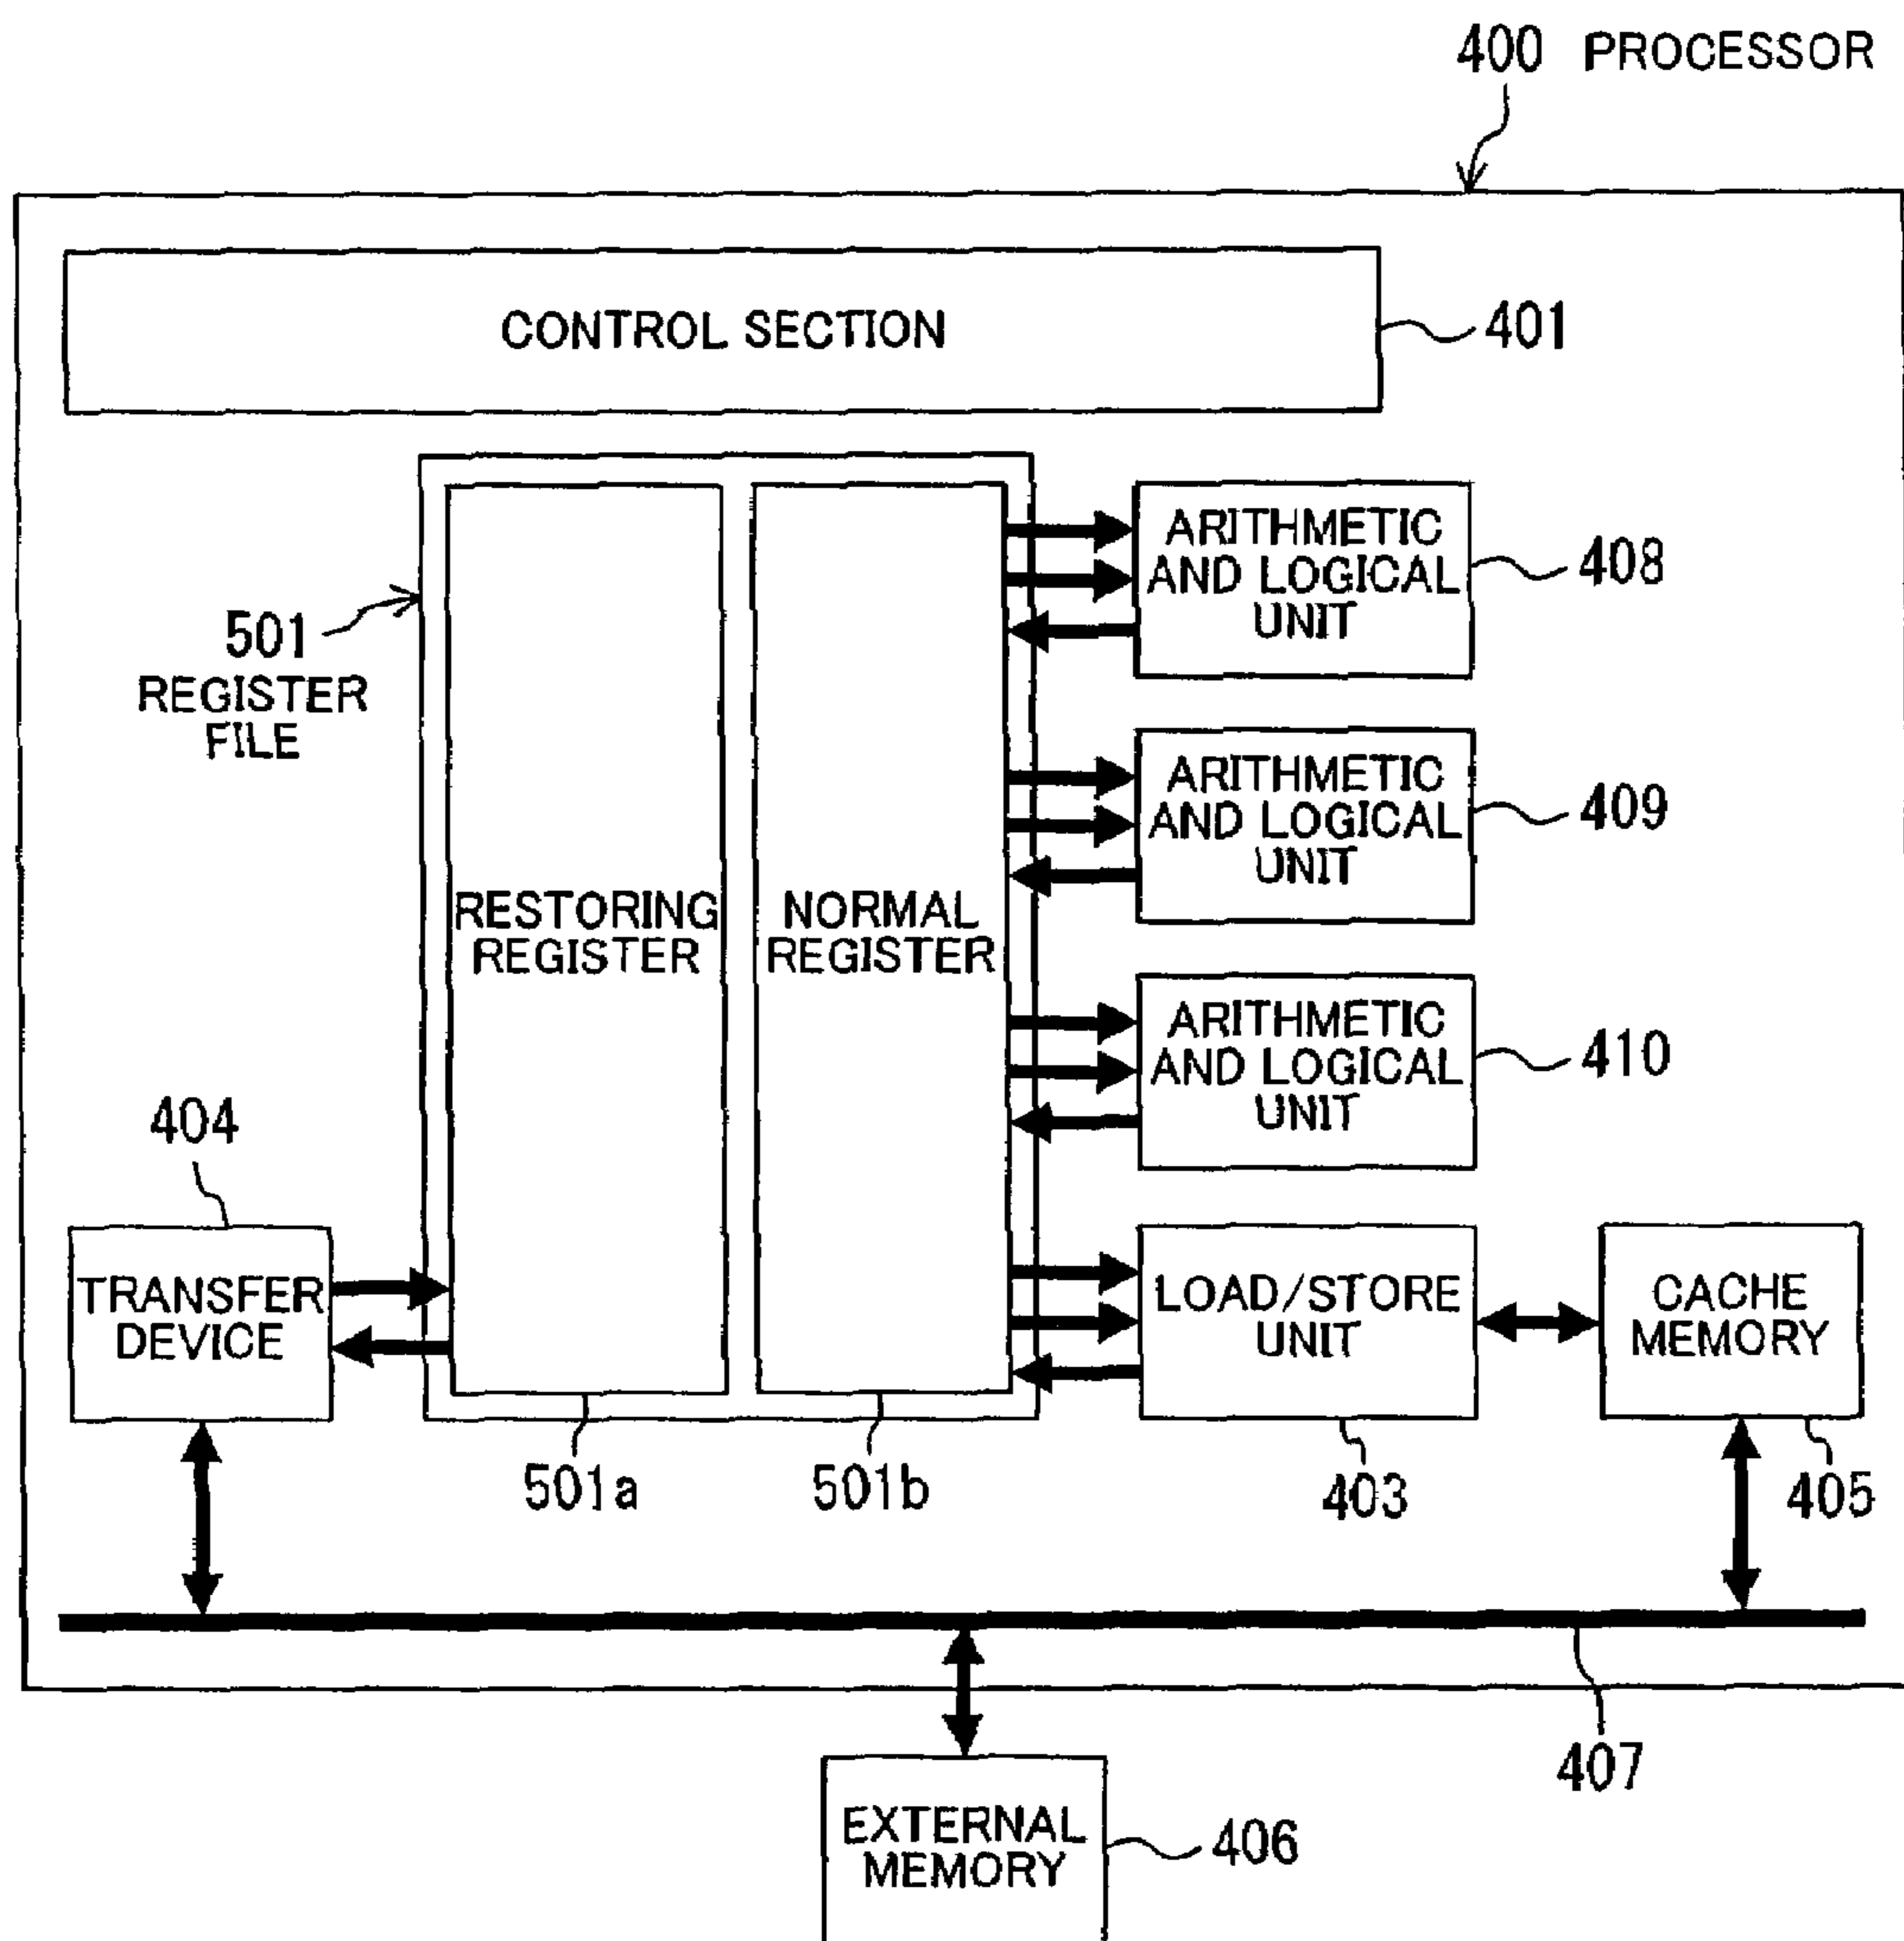 400 PROCESSOR
CONTROL SECTION
401
501
REGISTER
FILE
RESTORING
REGISTER
NORMAL
REGISTER
ARITHMETIC
AND LOGICAL
UNIT
408
ARITHMETIC
AND LOGICAL
UNIT
409
ARITHMETIC
AND LOGICAL
UNIT
410
404
TRANSFER
DEVICE
LOAD/STORE
UNIT
CACHE
MEMORY
501a
501b
403
405
407
EXTERNAL
MEMORY
406